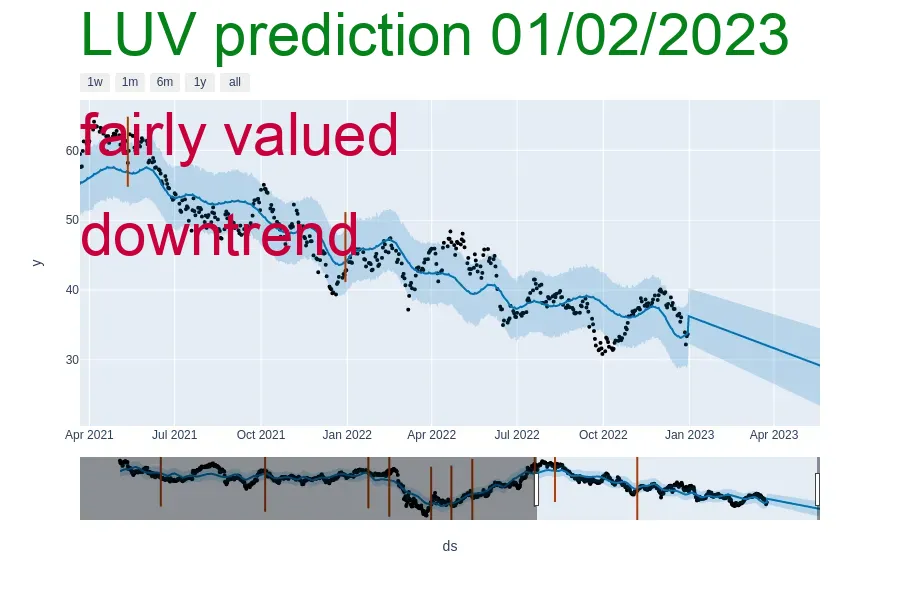 LUV prediction 01/02/2023
1w 1m 6m 1y all
fairly valued
60
downtrend
50
y
40
30
Apr 2021 Jul 2021 Oct 2021 Jan 2022 Apr 2022 Jul 2022 Oct 2022 Jan 2023 Apr 2023
ds